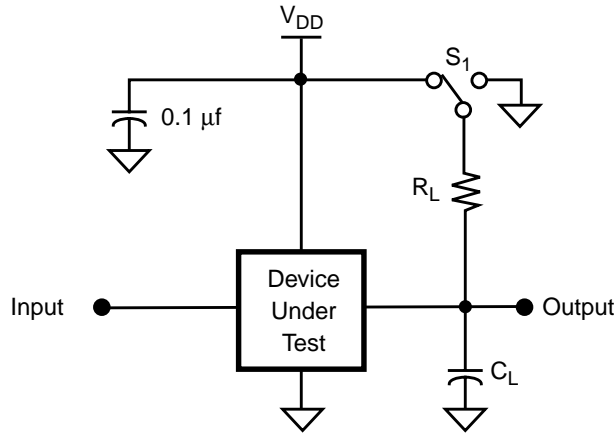 V_DD
S_1
0.1 μf
R_L
Device
Under
Test
Input
Output
C_L